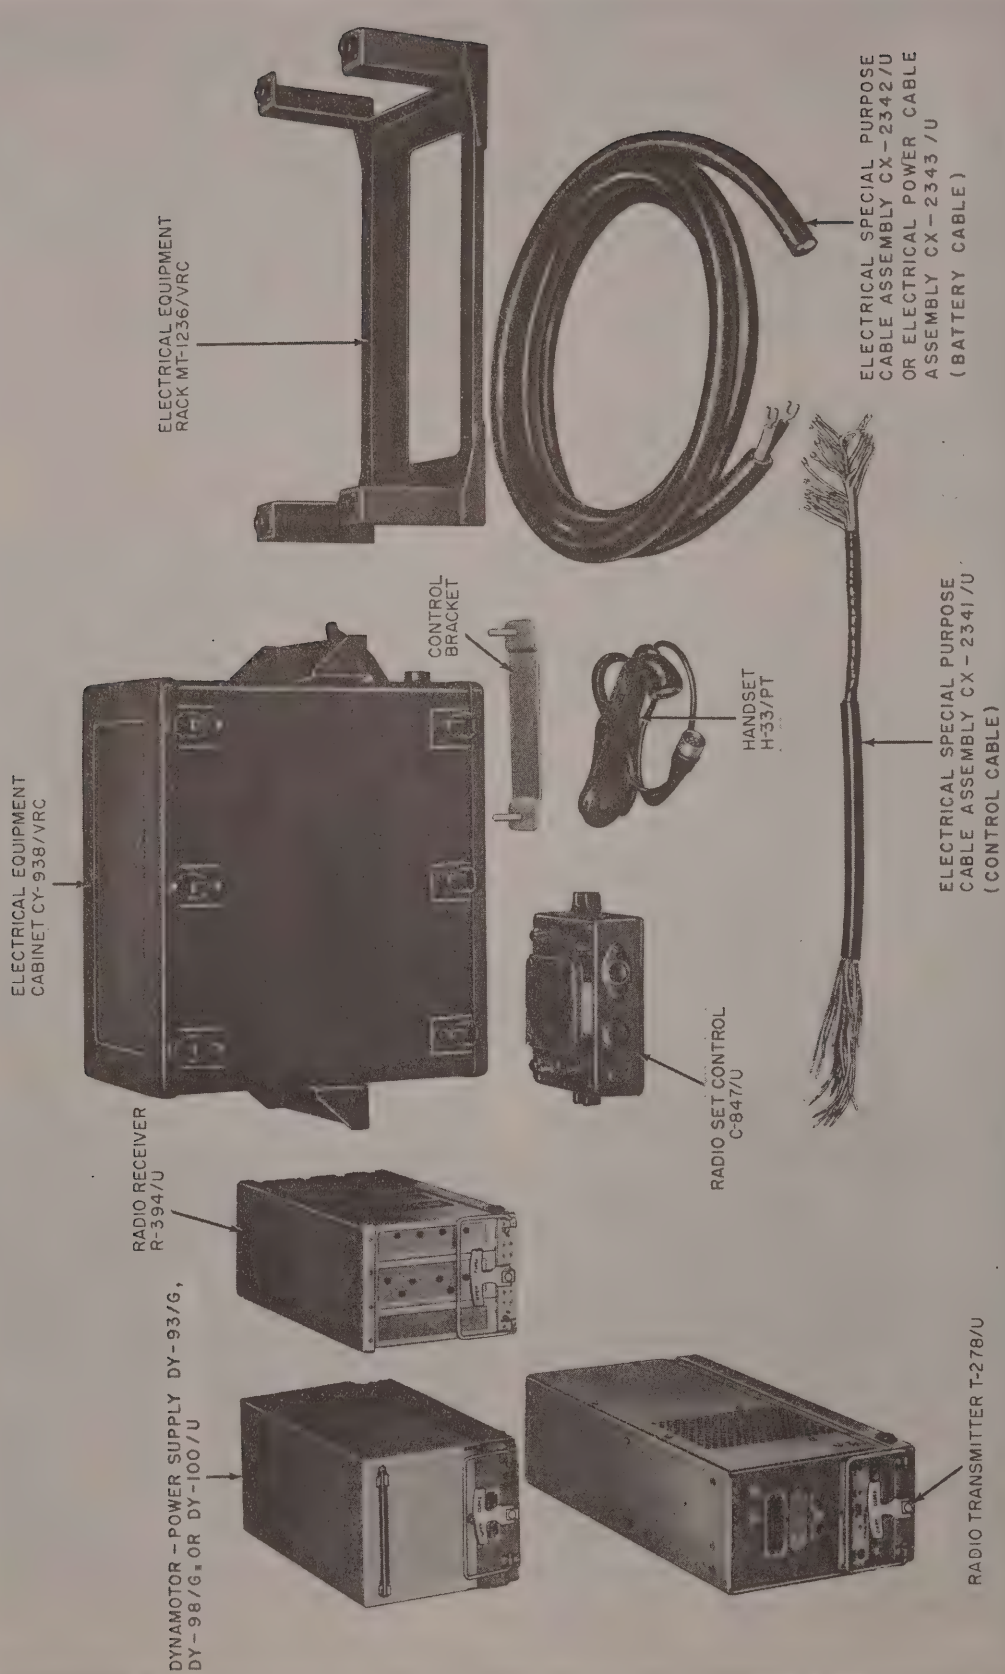 DYNAMOTOR - POWER SUPPLY DY-93/G,
DY-98/G, OR DY-100/U
RADIO RECEIVER
R-394/U
ELECTRICAL EQUIPMENT
CABINET CY-938/VRC
ELECTRICAL EQUIPMENT
RACK MT-1236/VRC
CONTROL
BRACKET
HANDSET
H-33/PT
RADIO SET CONTROL
C-847/U
RADIO TRANSMITTER T-278/U
ELECTRICAL SPECIAL PURPOSE
CABLE ASSEMBLY CX-2341/U
(CONTROL CABLE)
ELECTRICAL SPECIAL PURPOSE
CABLE ASSEMBLY CX-2342/U
OR ELECTRICAL POWER CABLE
ASSEMBLY CX-2343/U
(BATTERY CABLE)